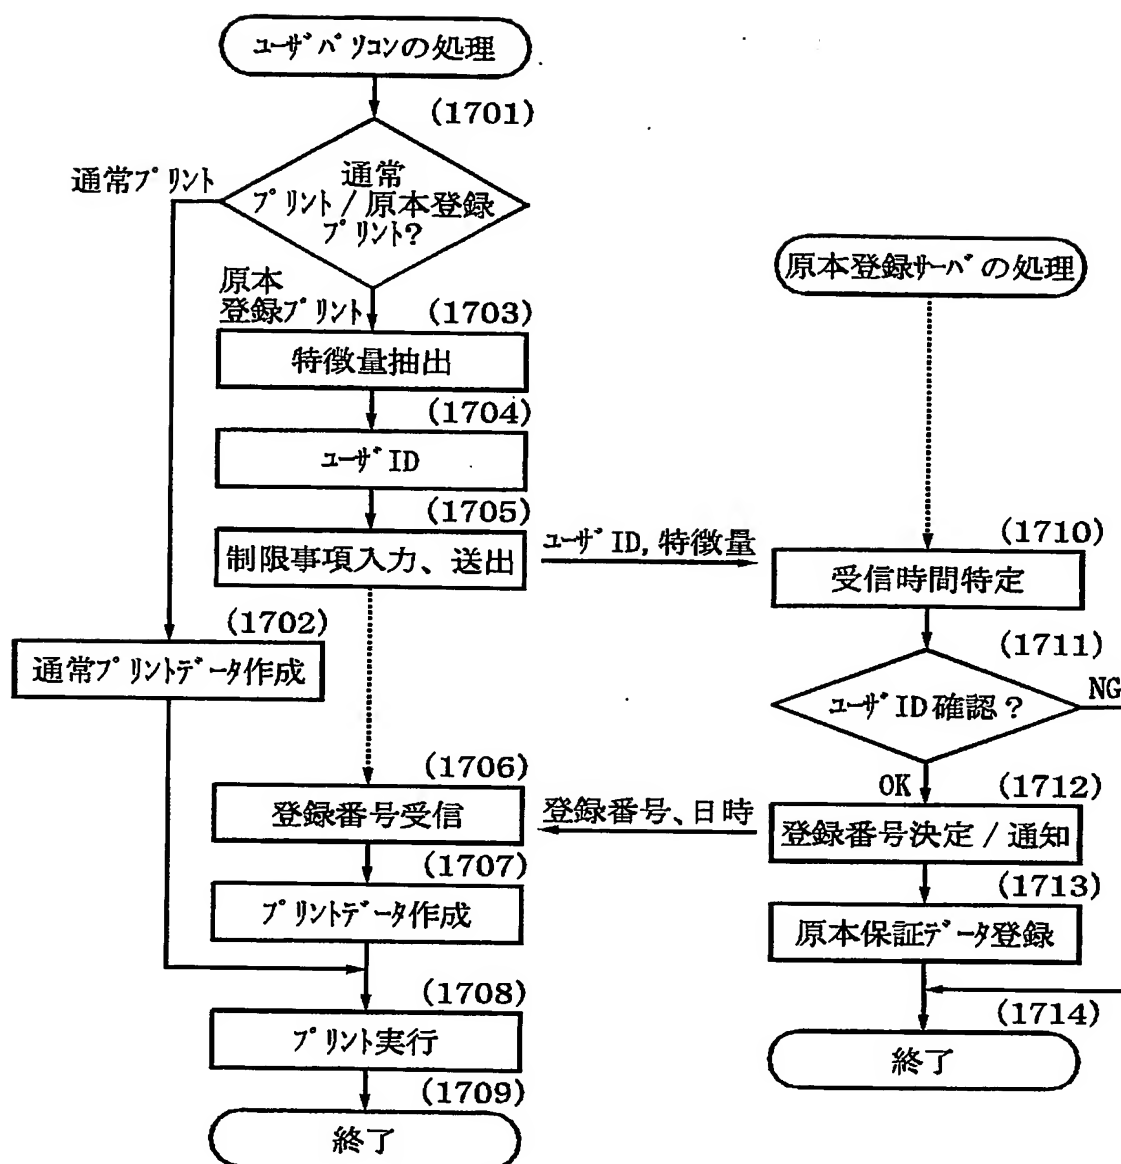 ユーザパソコンの処理
(1701)
通常プリント
通常
プリント/原本登録
プリント?
原本
登録プリント
(1703)
特徴量抽出
(1704)
ユーザID
(1705)
制限事項入力、送出
ユーザID,特徴量
(1702)
通常プリントデータ作成
(1706)
登録番号受信
登録番号、日時
(1707)
プリントデータ作成
(1708)
プリント実行
(1709)
終了
原本登録サーバの処理
(1710)
受信時間特定
(1711)
ユーザID確認?
NG
OK
(1712)
登録番号決定/通知
(1713)
原本保証データ登録
(1714)
終了